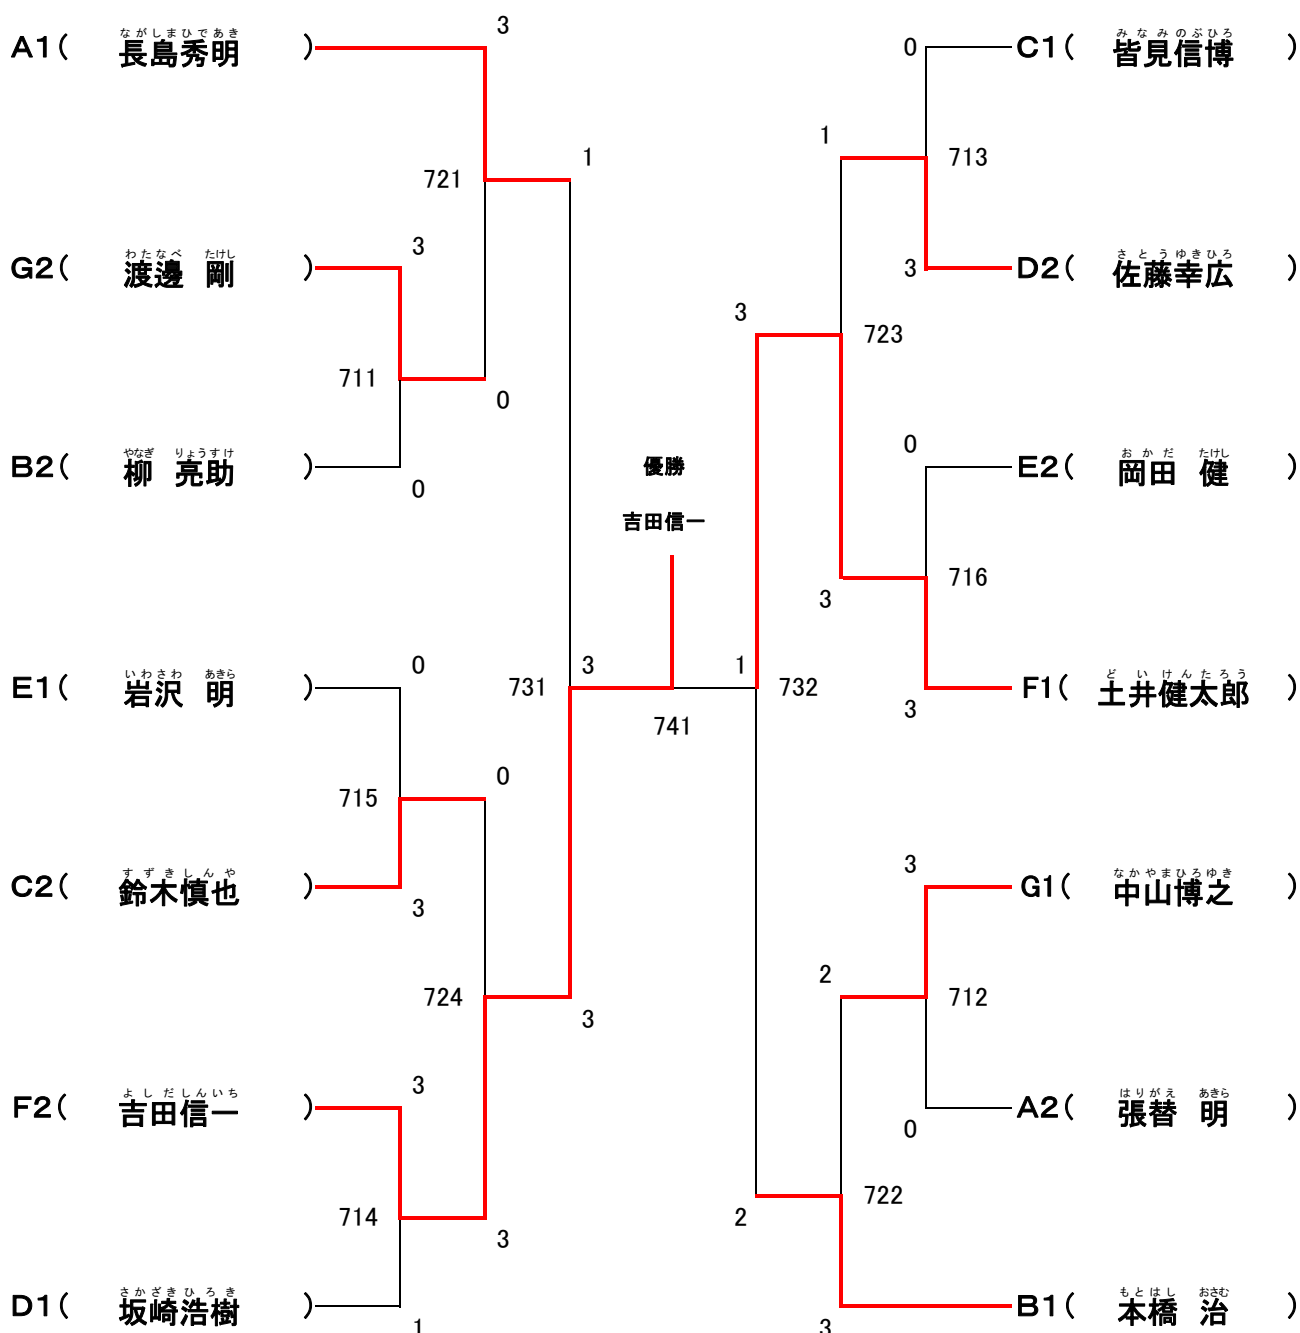 3
ながしまひであき
A1( 長島秀明 )
みなみのぶひろ
0 C1( 皆見信博 )
1
1
713
721
わたなべ たけし
3
G2( 渡邊 剛 )
さとうゆきひろ
3 D2( 佐藤幸広 )
3
723
711
0
やなぎ りょうすけ
B2( 柳 亮助 )
0
優勝
吉田信一
0
おかだ たけし
E2( 岡田 健 )
716
3
いわさわ あきら
0
E1( 岩沢 明 )
731
3
741
1
732
どいけんたろう
F1( 土井健太郎 )
3
0
715
すずきしんや
C2( 鈴木慎也 )
3
3
なかやまひろゆき
G1( 中山博之 )
2
712
724
3
よしだしんいち
3
F2( 吉田信一 )
はりがえ あきら
A2( 張替 明 )
0
722
714
3
2
さかざきひろき
D1( 坂崎浩樹 )
1
もとはし おさむ
B1( 本橋 治 )
3